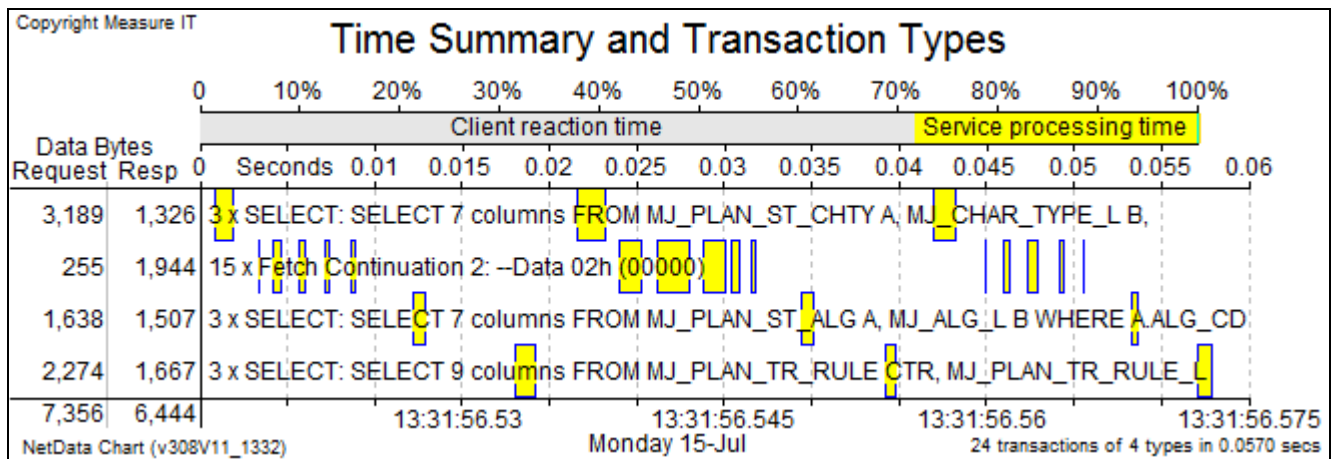 Copyright Measure IT
Time Summary and Transaction Types
0 10% 20% 30% 40% 50% 60% 70% 80% 90% 100%
Client reaction time Service processing time
Data Bytes
Request Resp 0 Seconds 0.01 0.015 0.02 0.025 0.03 0.035 0.04 0.045 0.05 0.055 0.06
3,189 1,326 3 x SELECT: SELECT 7 columns FROM MJ_PLAN_ST_CHTY A, MJ_CHAR_TYPE_L B,
255 1,944 15 x Fetch Continuation 2: --Data 02h (00000)
1,638 1,507 3 x SELECT: SELECT 7 columns FROM MJ_PLAN_ST_ALG A, MJ_ALG_L B WHERE A.ALG_CD
2,274 1,667 3 x SELECT: SELECT 9 columns FROM MJ_PLAN_TR_RULE CTR, MJ_PLAN_TR_RULE_L
7,356 6,444 13:31:56.53 13:31:56.545 13:31:56.56 13:31:56.575
NetData Chart (v308V11_1332) Monday 15-Jul 24 transactions of 4 types in 0.0570 secs